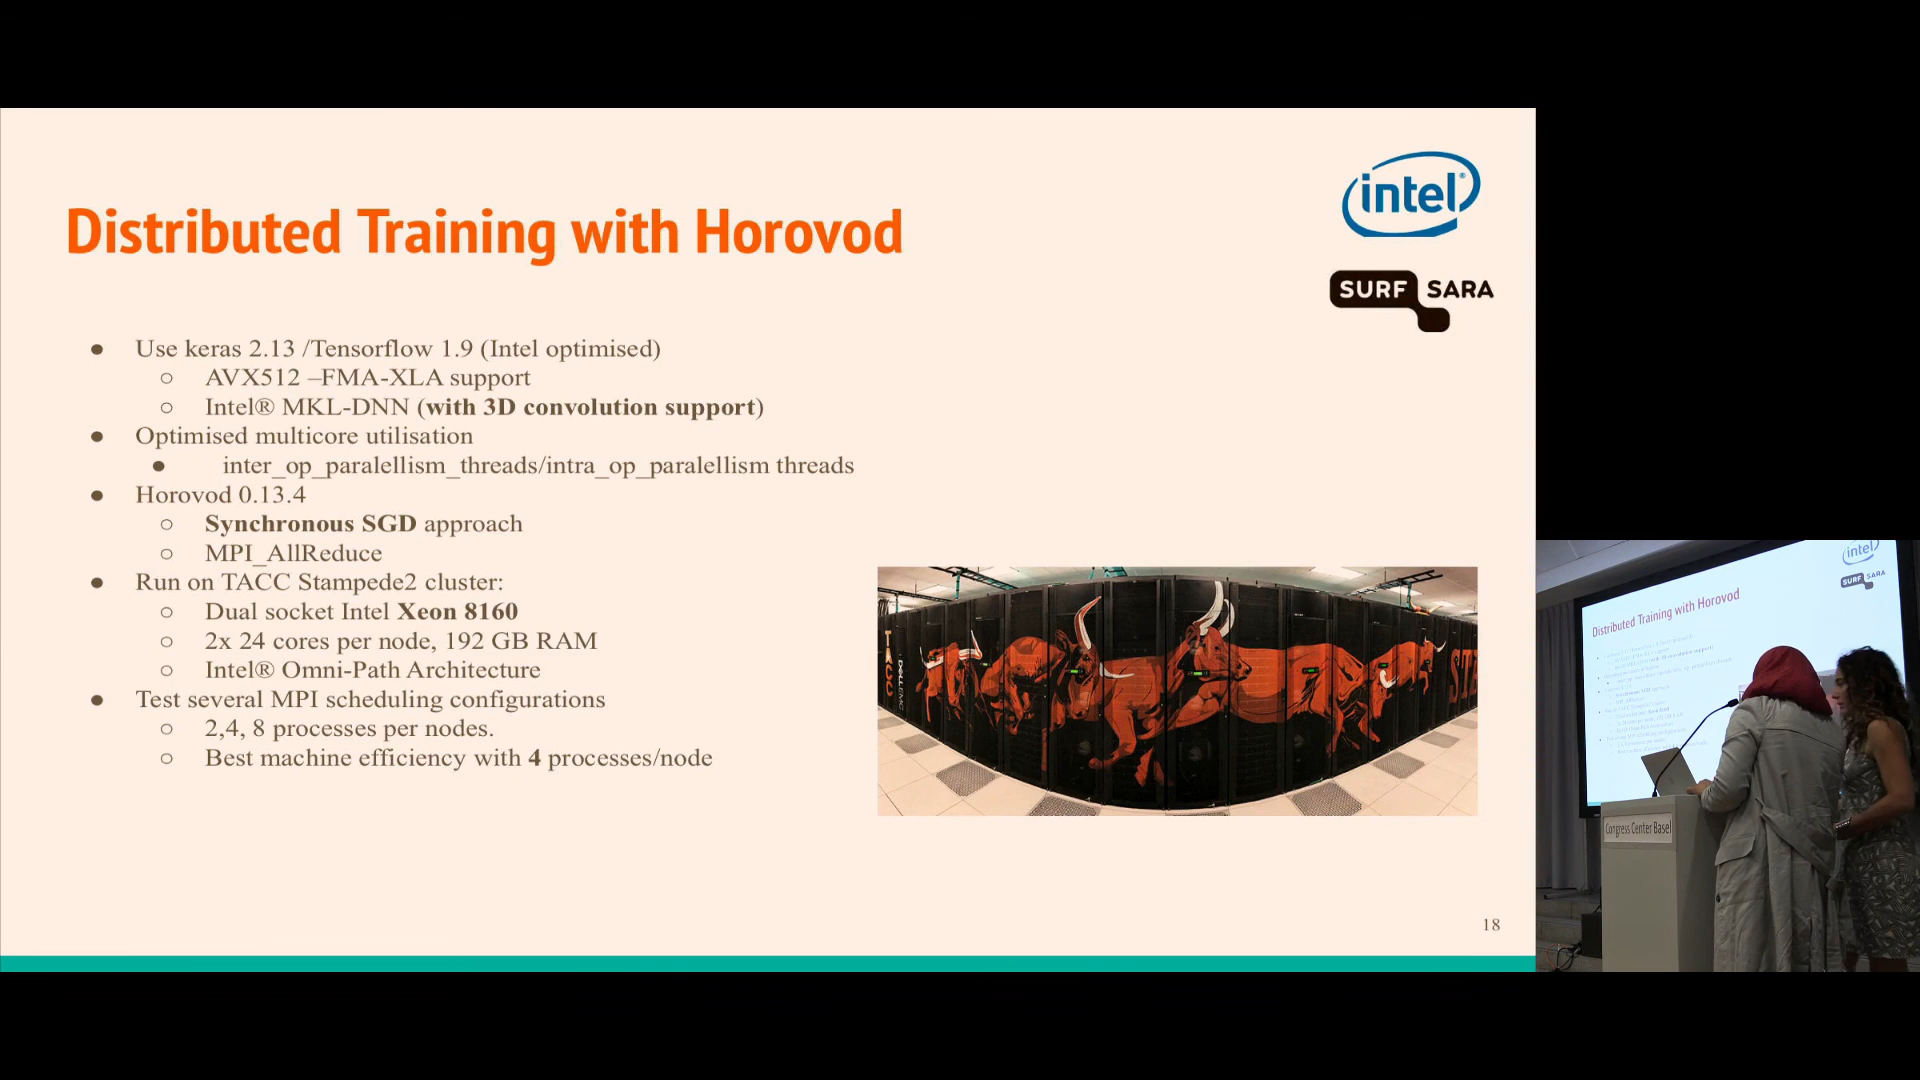 intel®
SURF SARA
Distributed Training with Horovod
● Use keras 2.13 /Tensorflow 1.9 (Intel optimised)
○ AVX512 –FMA-XLA support
○ Intel® MKL-DNN (with 3D convolution support)
● Optimised multicore utilisation
● inter_op_paralellism_threads/intra_op_paralellism threads
● Horovod 0.13.4
○ Synchronous SGD approach
○ MPI_AllReduce
● Run on TACC Stampede2 cluster:
○ Dual socket Intel Xeon 8160
○ 2x 24 cores per node, 192 GB RAM
○ Intel® Omni-Path Architecture
● Test several MPI scheduling configurations
○ 2,4, 8 processes per nodes.
○ Best machine efficiency with 4 processes/node
TACC
DELLEMC
18
intel
SURF SARA
Distributed Training with Horovod
Congress Center Basel